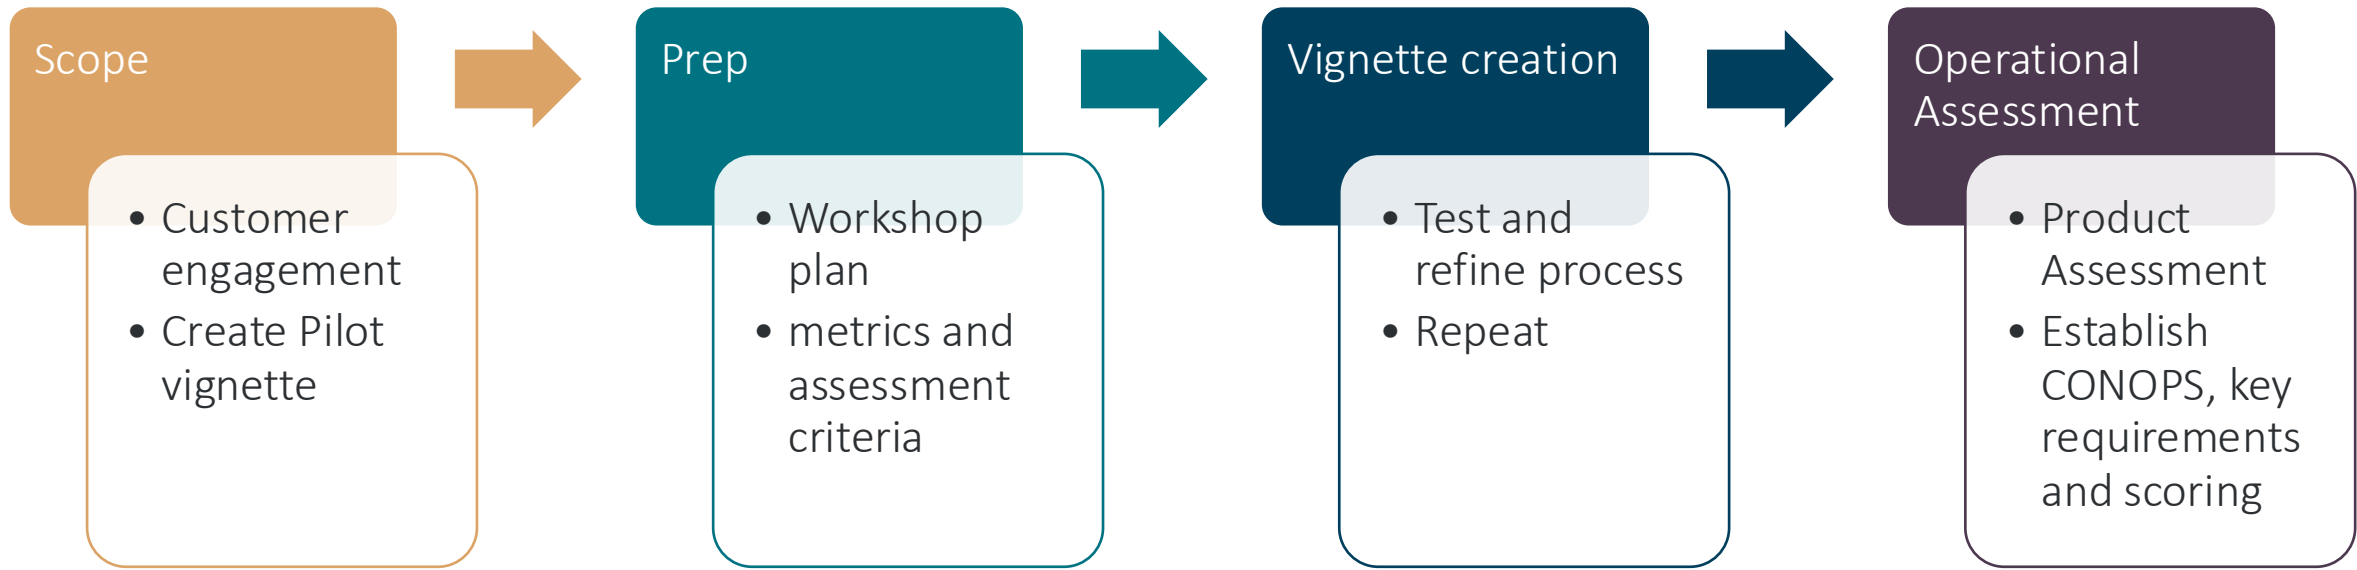 Scope
• Customer
engagement
• Create Pilot
vignette
Prep
• Workshop
plan
• metrics and
assessment
criteria
Vignette creation
• Test and
refine process
• Repeat
Operational
Assessment
• Product
Assessment
• Establish
CONOPS, key
requirements
and scoring